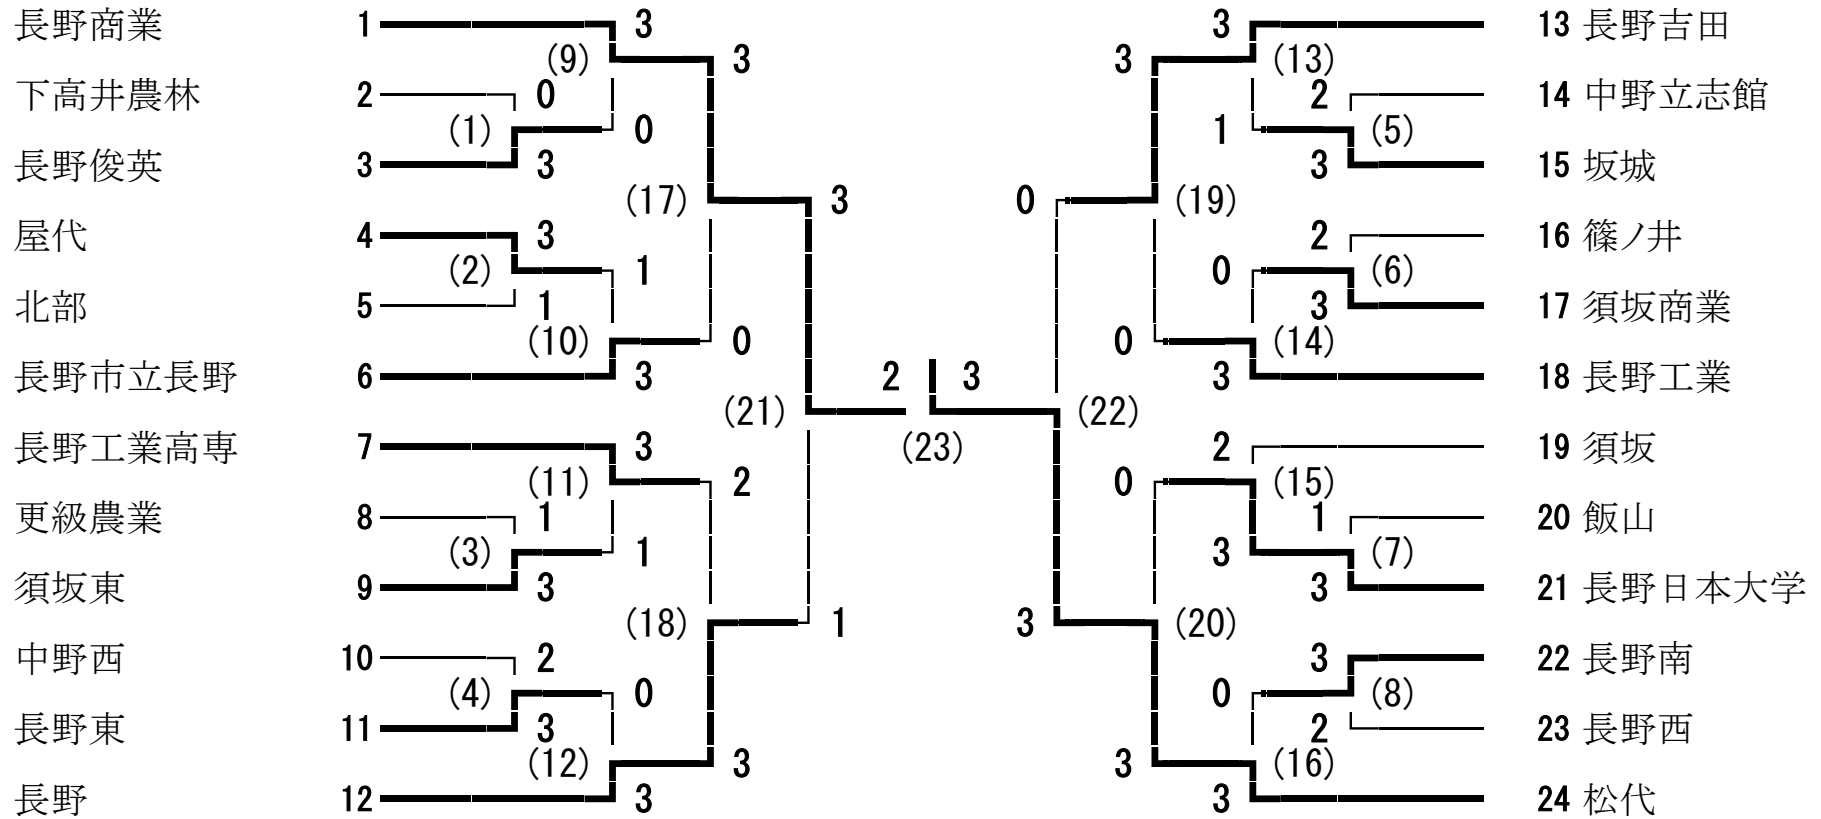 長野商業 1 3 3 13 長野吉田
(9) 3 3 (13)
下高井農林 2 0 2 14 中野立志館
(1) 0 1 (5)
長野俊英 3 3 3 15 坂城
(17) 3 0 (19)
屋代 4 3 2 16 篠ノ井
(2) 1 0 (6)
北部 5 1 3 17 須坂商業
(10) 0 0 (14)
長野市立長野 6 3 2 3 3 18 長野工業
(21) (22)
長野工業高専 7 3 (23) 2 19 須坂
(11) 2 0 (15)
更級農業 8 1 1 20 飯山
(3) 1 3 (7)
須坂東 9 3 3 21 長野日本大学
(18) 1 3 (20)
中野西 10 2 3 22 長野南
(4) 0 0 (8)
長野東 11 3 2 23 長野西
(12) 3 3 (16)
長野 12 3 3 24 松代